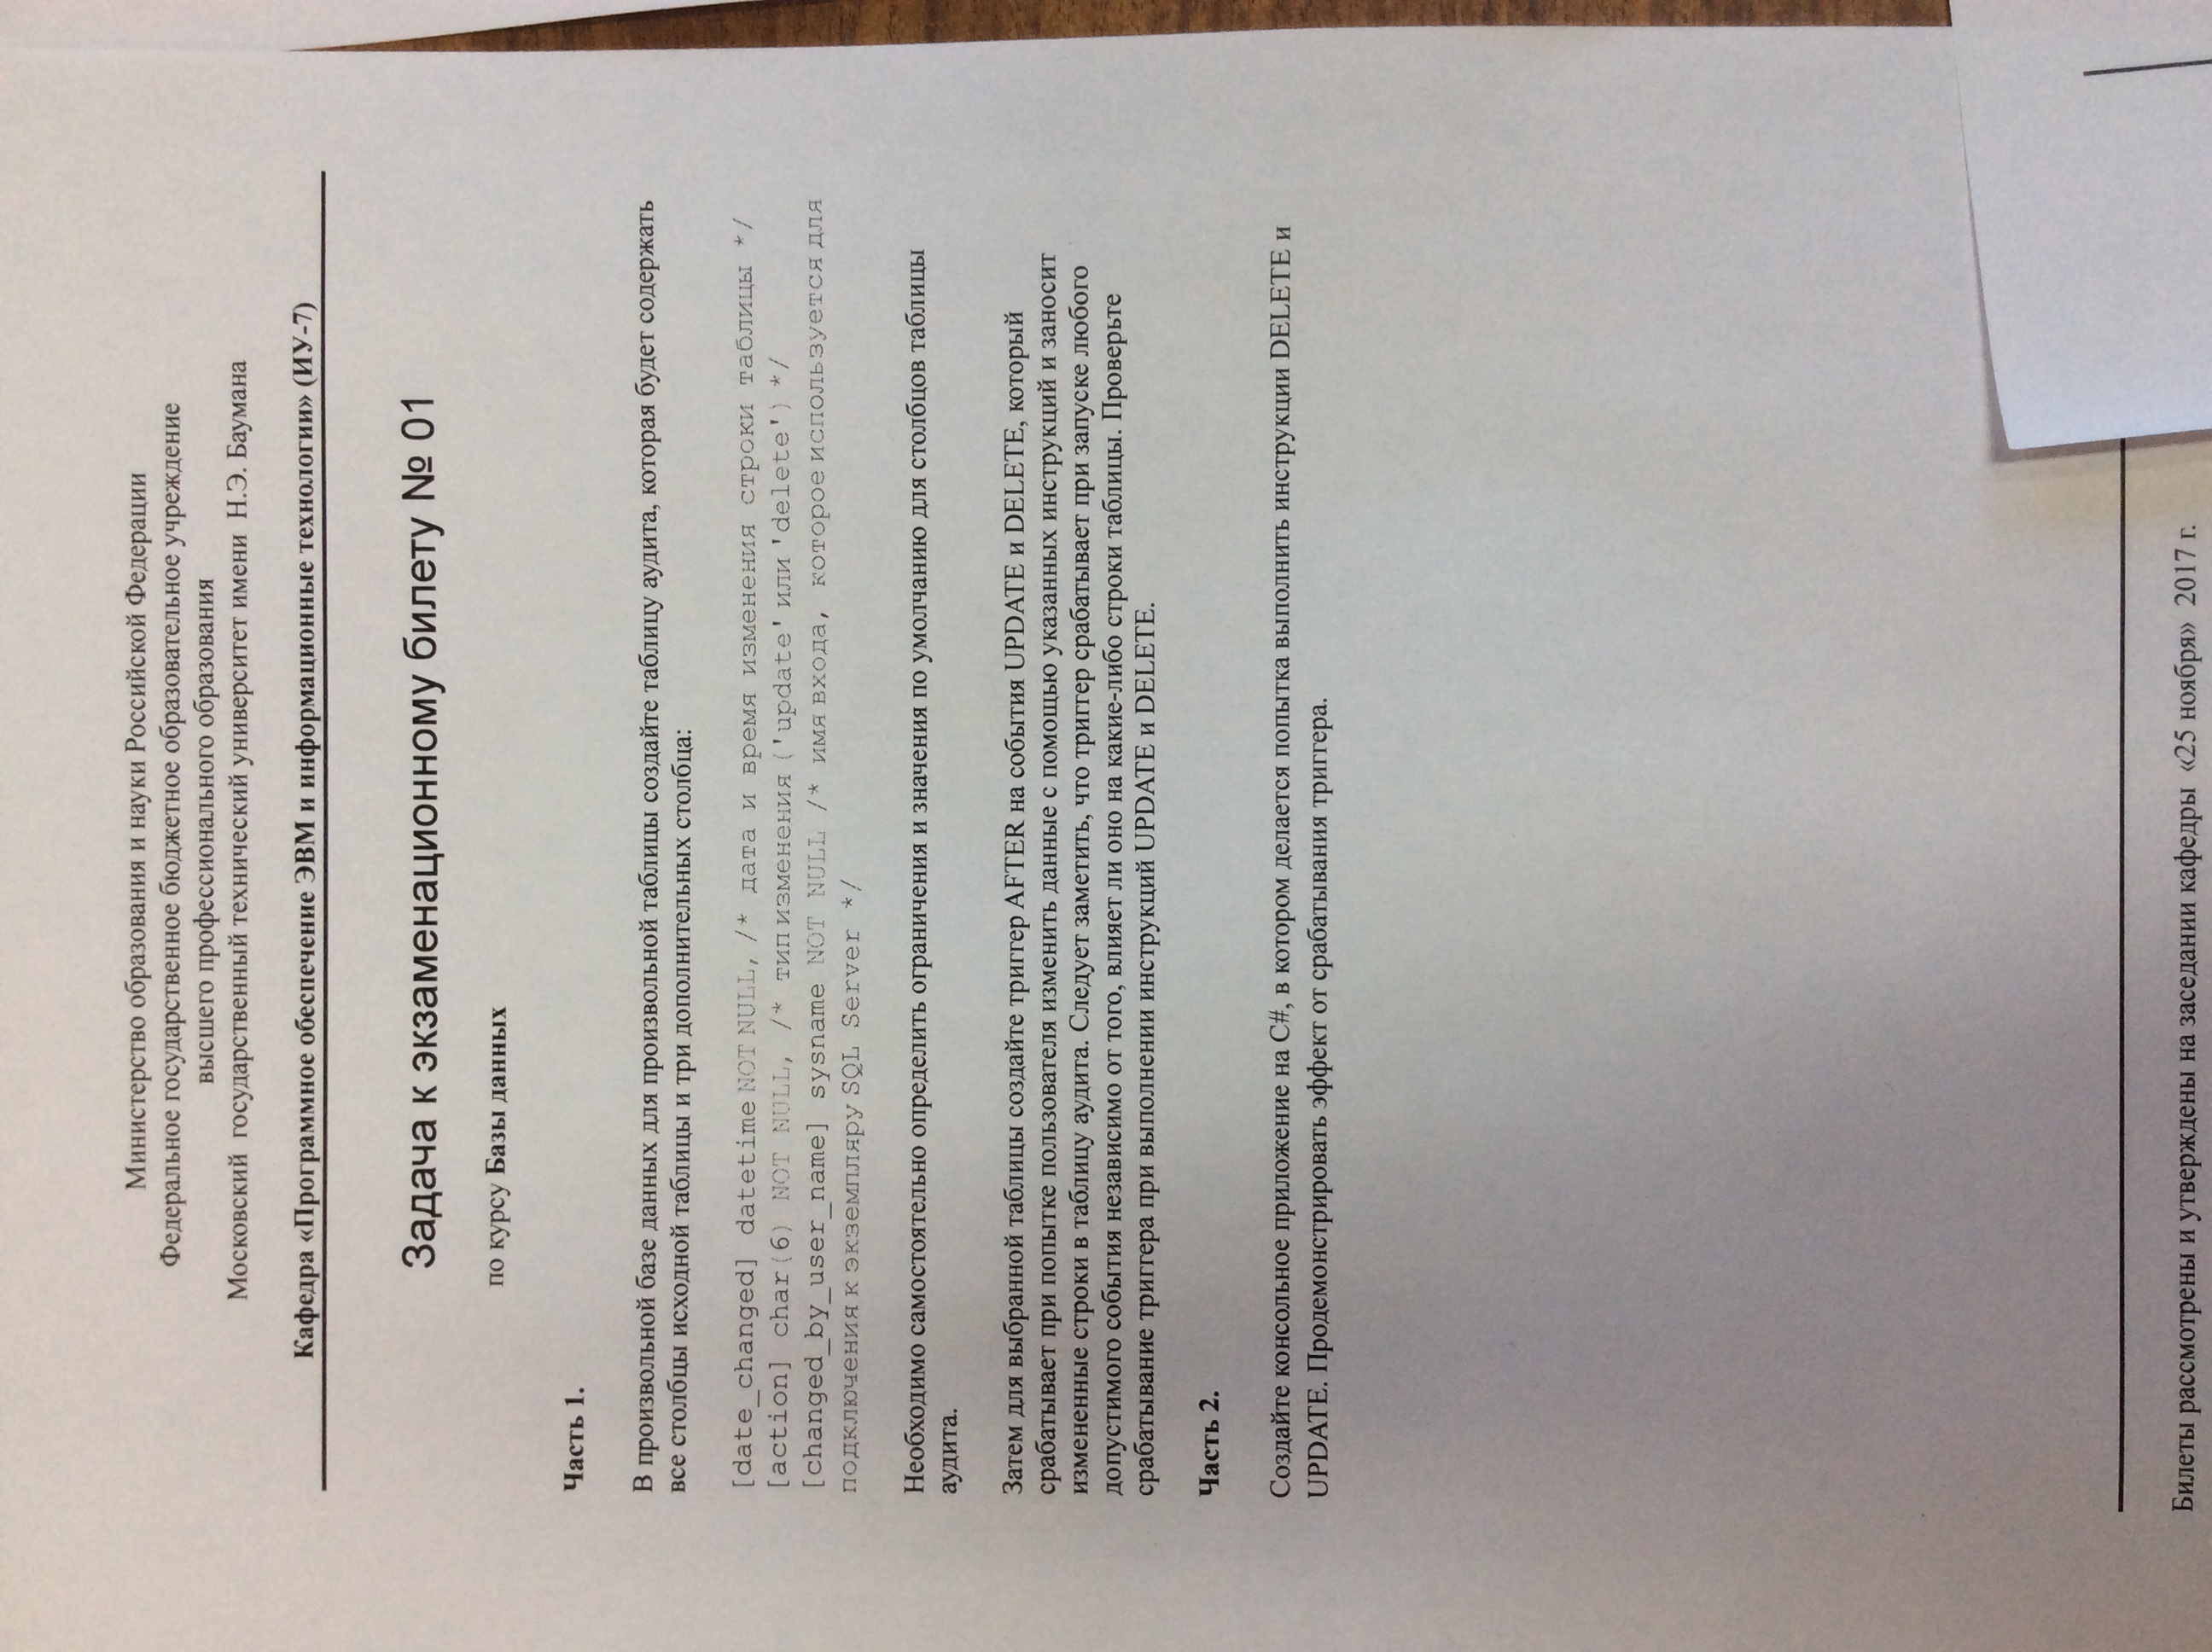 Министерство образования и науки Российской Федерации
Федеральное государственное бюджетное образовательное учреждение
высшего профессионального образования
Московский государственный технический университет имени Н.Э. Баумана
Кафедра «Программное обеспечение ЭВМ и информационные технологии» (ИУ-7)
Задача к экзаменационному билету № 01
по курсу Базы данных
Часть 1.
В произвольной базе данных для произвольной таблицы создайте таблицу аудита, которая будет содержать
все столбцы исходной таблицы и три дополнительных столбца:
[date_changed] datetime NOT NULL, /* дата и время изменения строки таблицы */
[action] char(6) NOT NULL, /* тип изменения ('update' или 'delete') */
[changed_by_user_name] sysname NOT NULL /* имя входа, которое используется для
подключения к экземпляру SQL Server */
Необходимо самостоятельно определить ограничения и значения по умолчанию для столбцов таблицы
аудита.
Затем для выбранной таблицы создайте триггер AFTER на события UPDATE и DELETE, который
срабатывает при попытке пользователя изменить данные с помощью указанных инструкций и заносит
измененные строки в таблицу аудита. Следует заметить, что триггер срабатывает при запуске любого
допустимого события независимо от того, влияет ли оно на какие-либо строки таблицы. Проверьте
срабатывание триггера при выполнении инструкций UPDATE и DELETE.
Часть 2.
Создайте консольное приложение на C#, в котором делается попытка выполнить инструкции DELETE и
UPDATE. Продемонстрировать эффект от срабатывания триггера.
Билеты рассмотрены и утверждены на заседании кафедры «25 ноября» 2017 г.